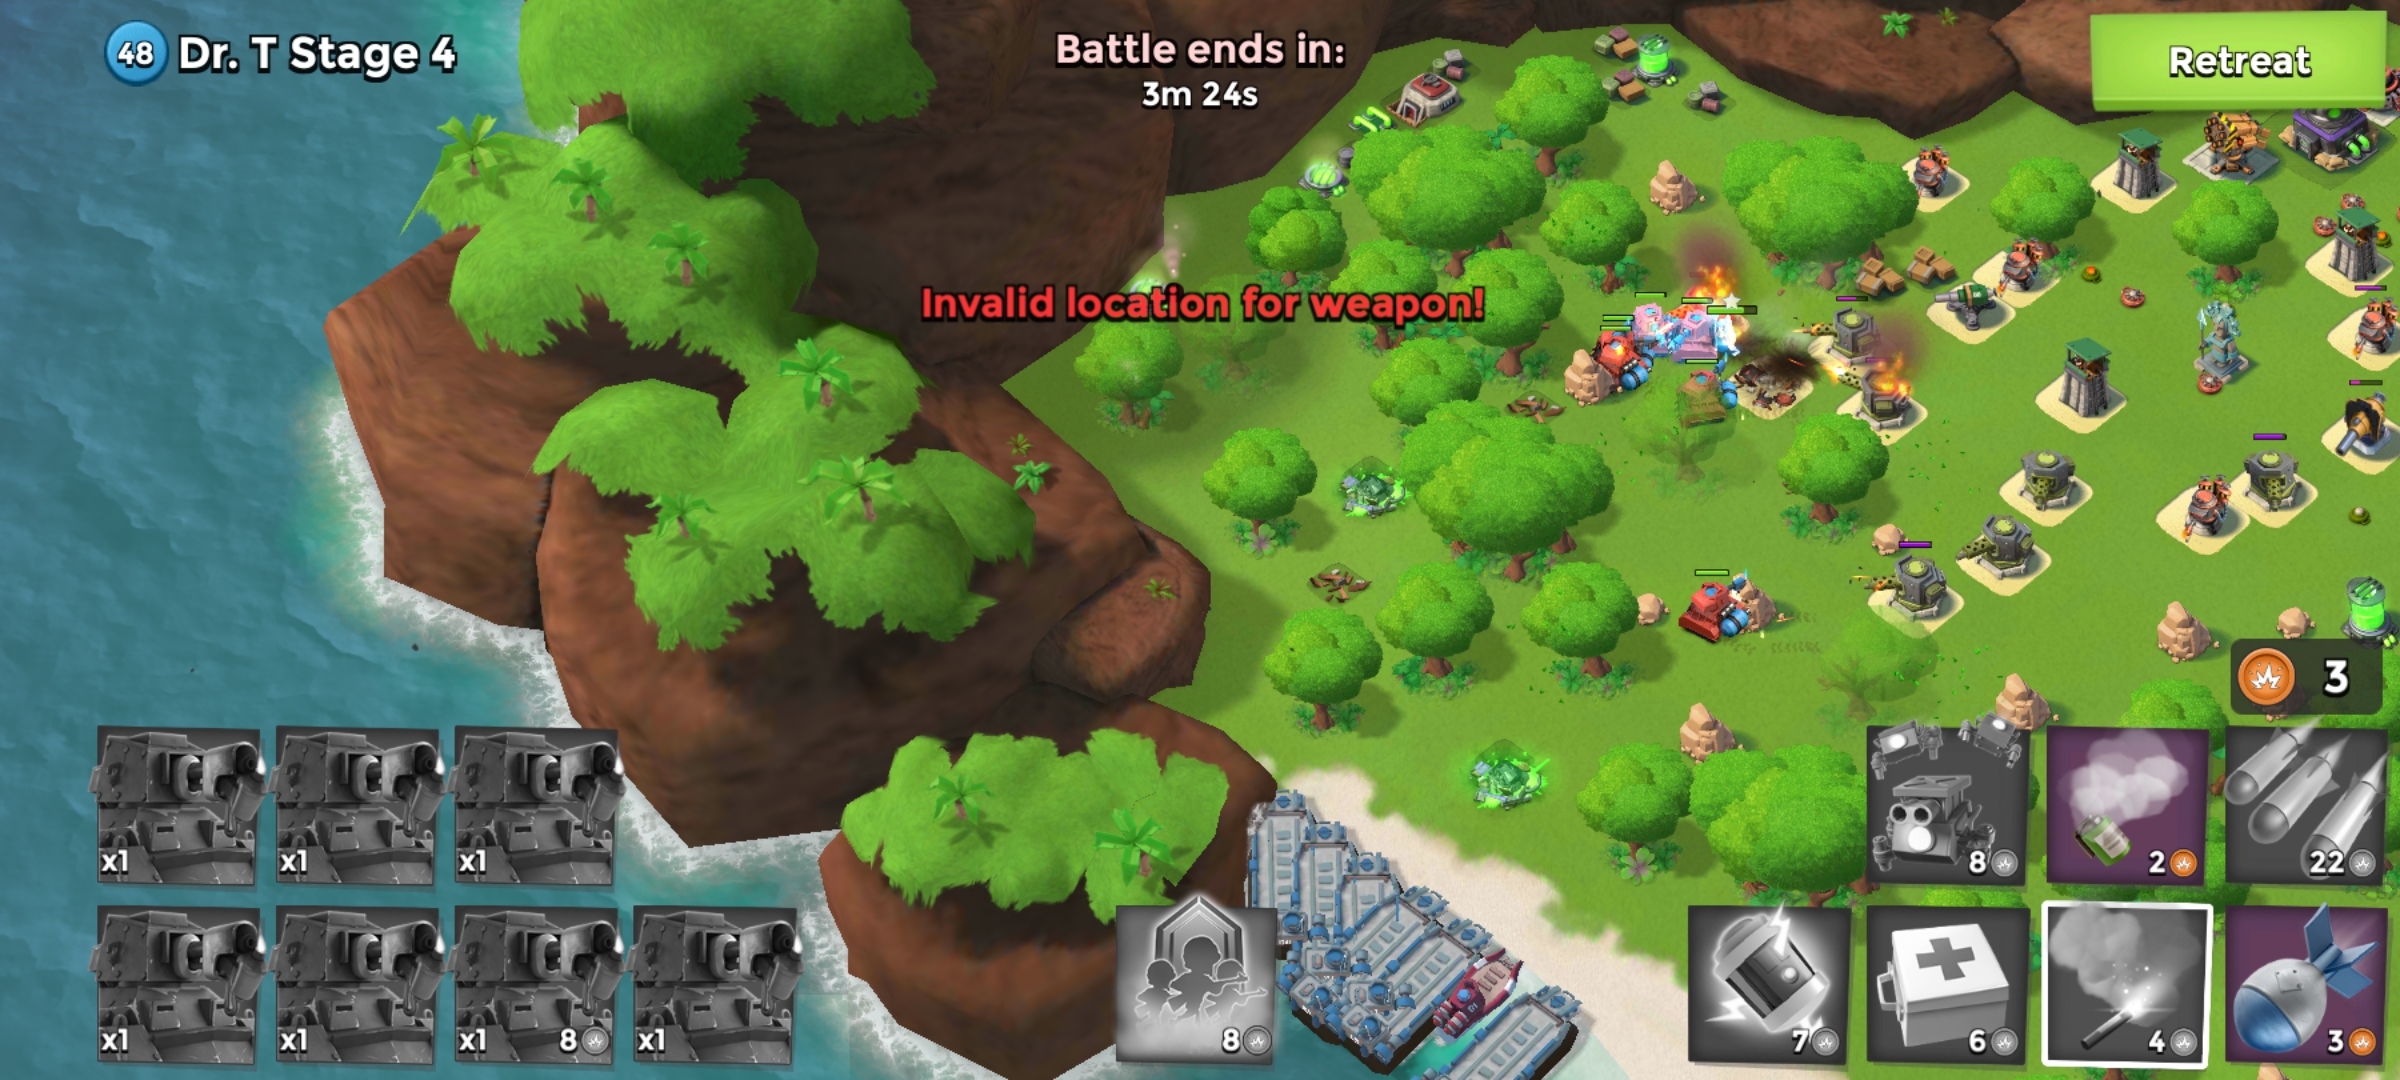 48 Dr. T Stage 4
Battle ends in:
3m 24s
Retreat
Invalid location for weapon!
3
x1
x1
x1
8
2
22
x1
x1
x1 8
x1
8
7
6
4
3